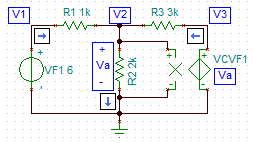 V1
R1 1k
V2
R3 3k
V3
+
VF1 6
+
Va
-
R2 2k
+
-
+
-
VCVF1
Va